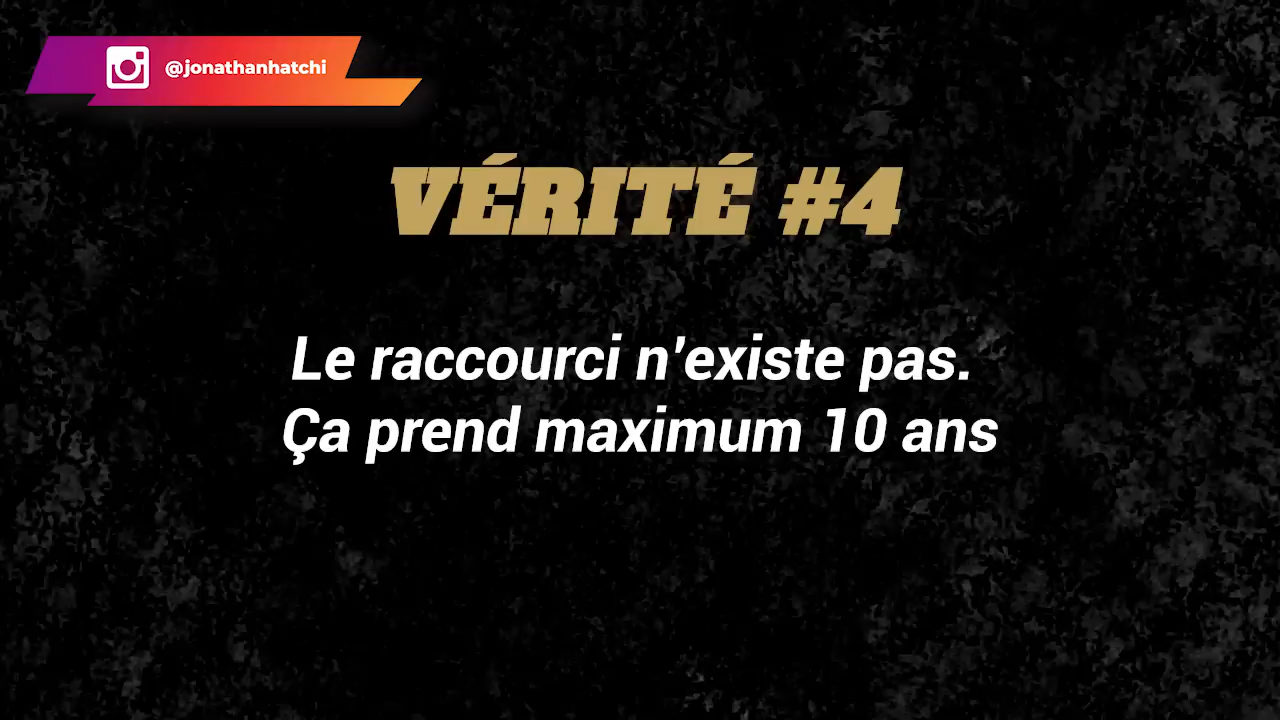 @jonathanhatchi
VÉRITÉ #4
Le raccourci n'existe pas.
Ça prend maximum 10 ans